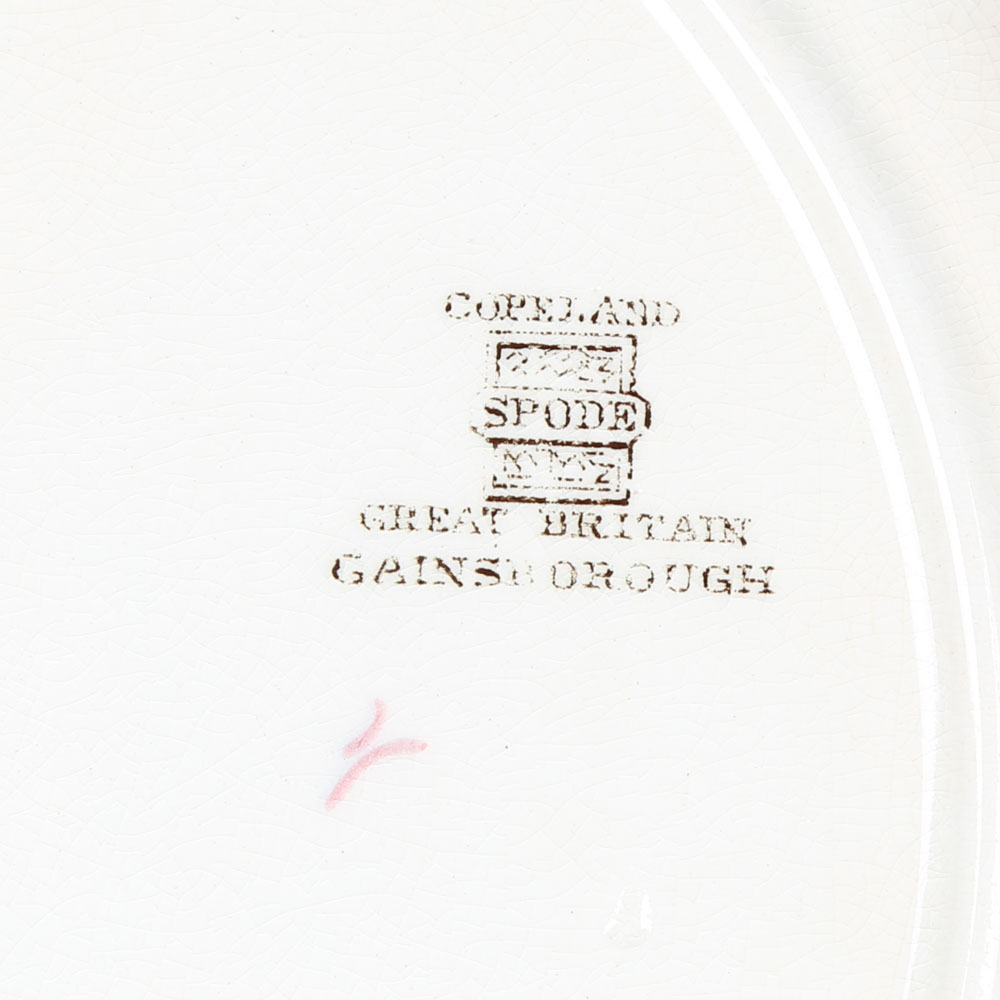 COPELAND
SPODE
GREAT BRITAIN
GAINSBOROUGH